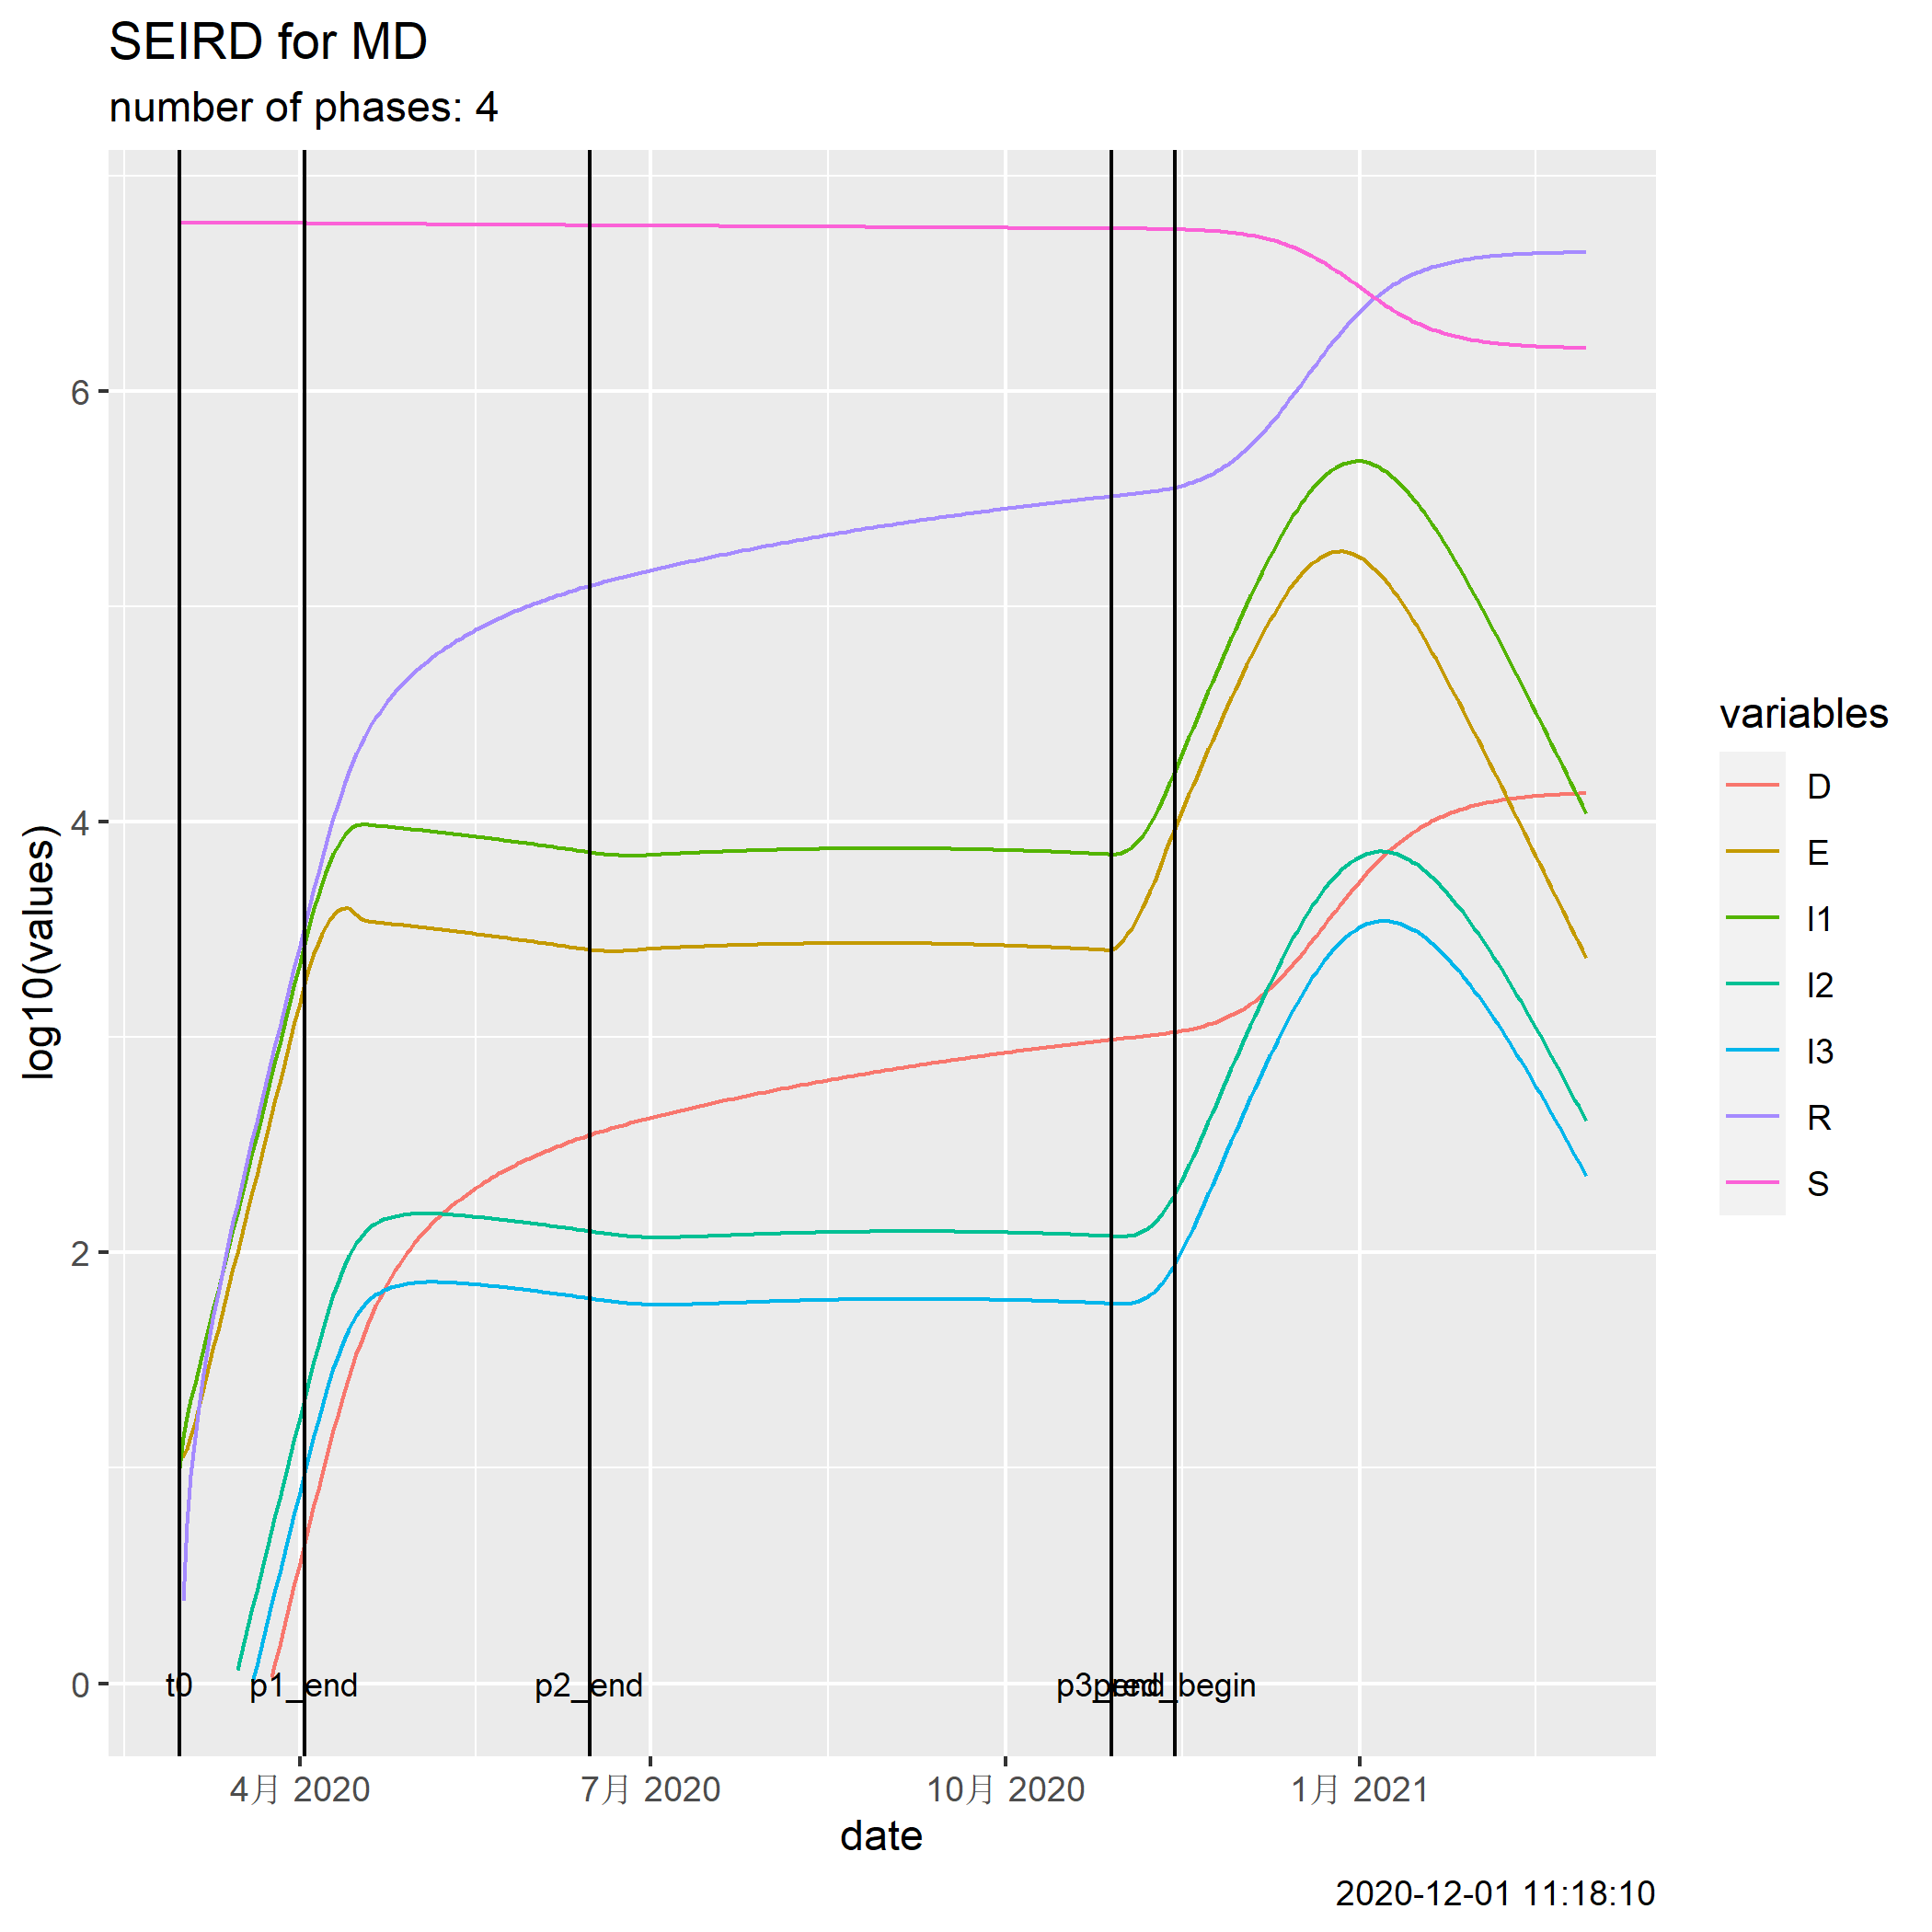 SEIRD for MD
number of phases: 4
log10(values)
6
4
2
0
t0
p1_end
p2_end
p3_end
pred_begin
4月 2020
7月 2020
10月 2020
1月 2021
date
variables
D
E
I1
I2
I3
R
S
2020-12-01 11:18:10